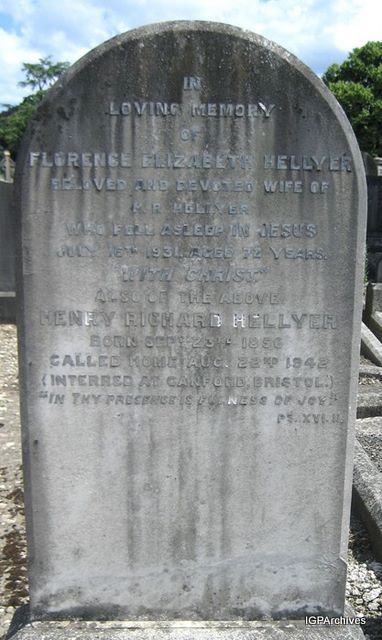 IN
LOVING MEMORY
OF
FLORENCE ELIZABETH HELLYER
BELOVED AND DEVOTED WIFE OF
H. R. HELLYER
WHO FELL ASLEEP IN JESUS
JULY 16TH 1931, AGED 72 YEARS.
"WITH CHRIST"
ALSO OF THE ABOVE
HENRY RICHARD HELLYER
BORN SEPT 23RD 1856
CALLED HOME AUG. 22ND 1942
(INTERRED AT CANFORD, BRISTOL.)
"IN THY PRESENCE IS FULNESS OF JOY"
PS. XVI. II.
IGPArchives